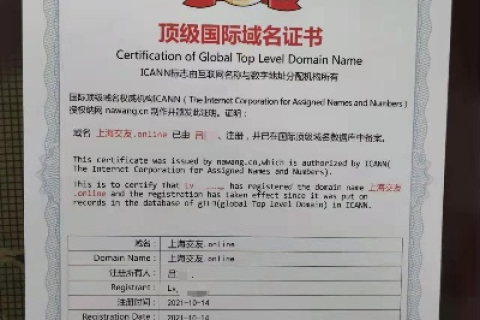 顶级国际域名证书
Certification of Global Top Level Domain Name
ICANN标志由互联网名称与数字地址分配机构所有
国际顶级域名权威机构ICANN（The Internet Corporation for Assigned Names and Numbers）
授权纳网 nawang.cn 制作并颁发此证明。证明：
域名 上海交友.online 已由 吕 、注册，并已在国际顶级域名数据库中备案。
This certificate was issued by nawang.cn,which is authorized by ICANN(
The Internet Corporation for Assigned Names and Numbers).
This is to certify that Lv has registered the domain name 上海交友
.online and the registration has taken effect since it was put on
records in the database of gTLD(global Top Level Domain) in ICANN.
域名： 上海交友.online
Domain Name： 上海交友.online
注册所有人： 吕 .
Registrant： Lv,
注册时间： 2021-10-14
Registration Date： 2021-10-14